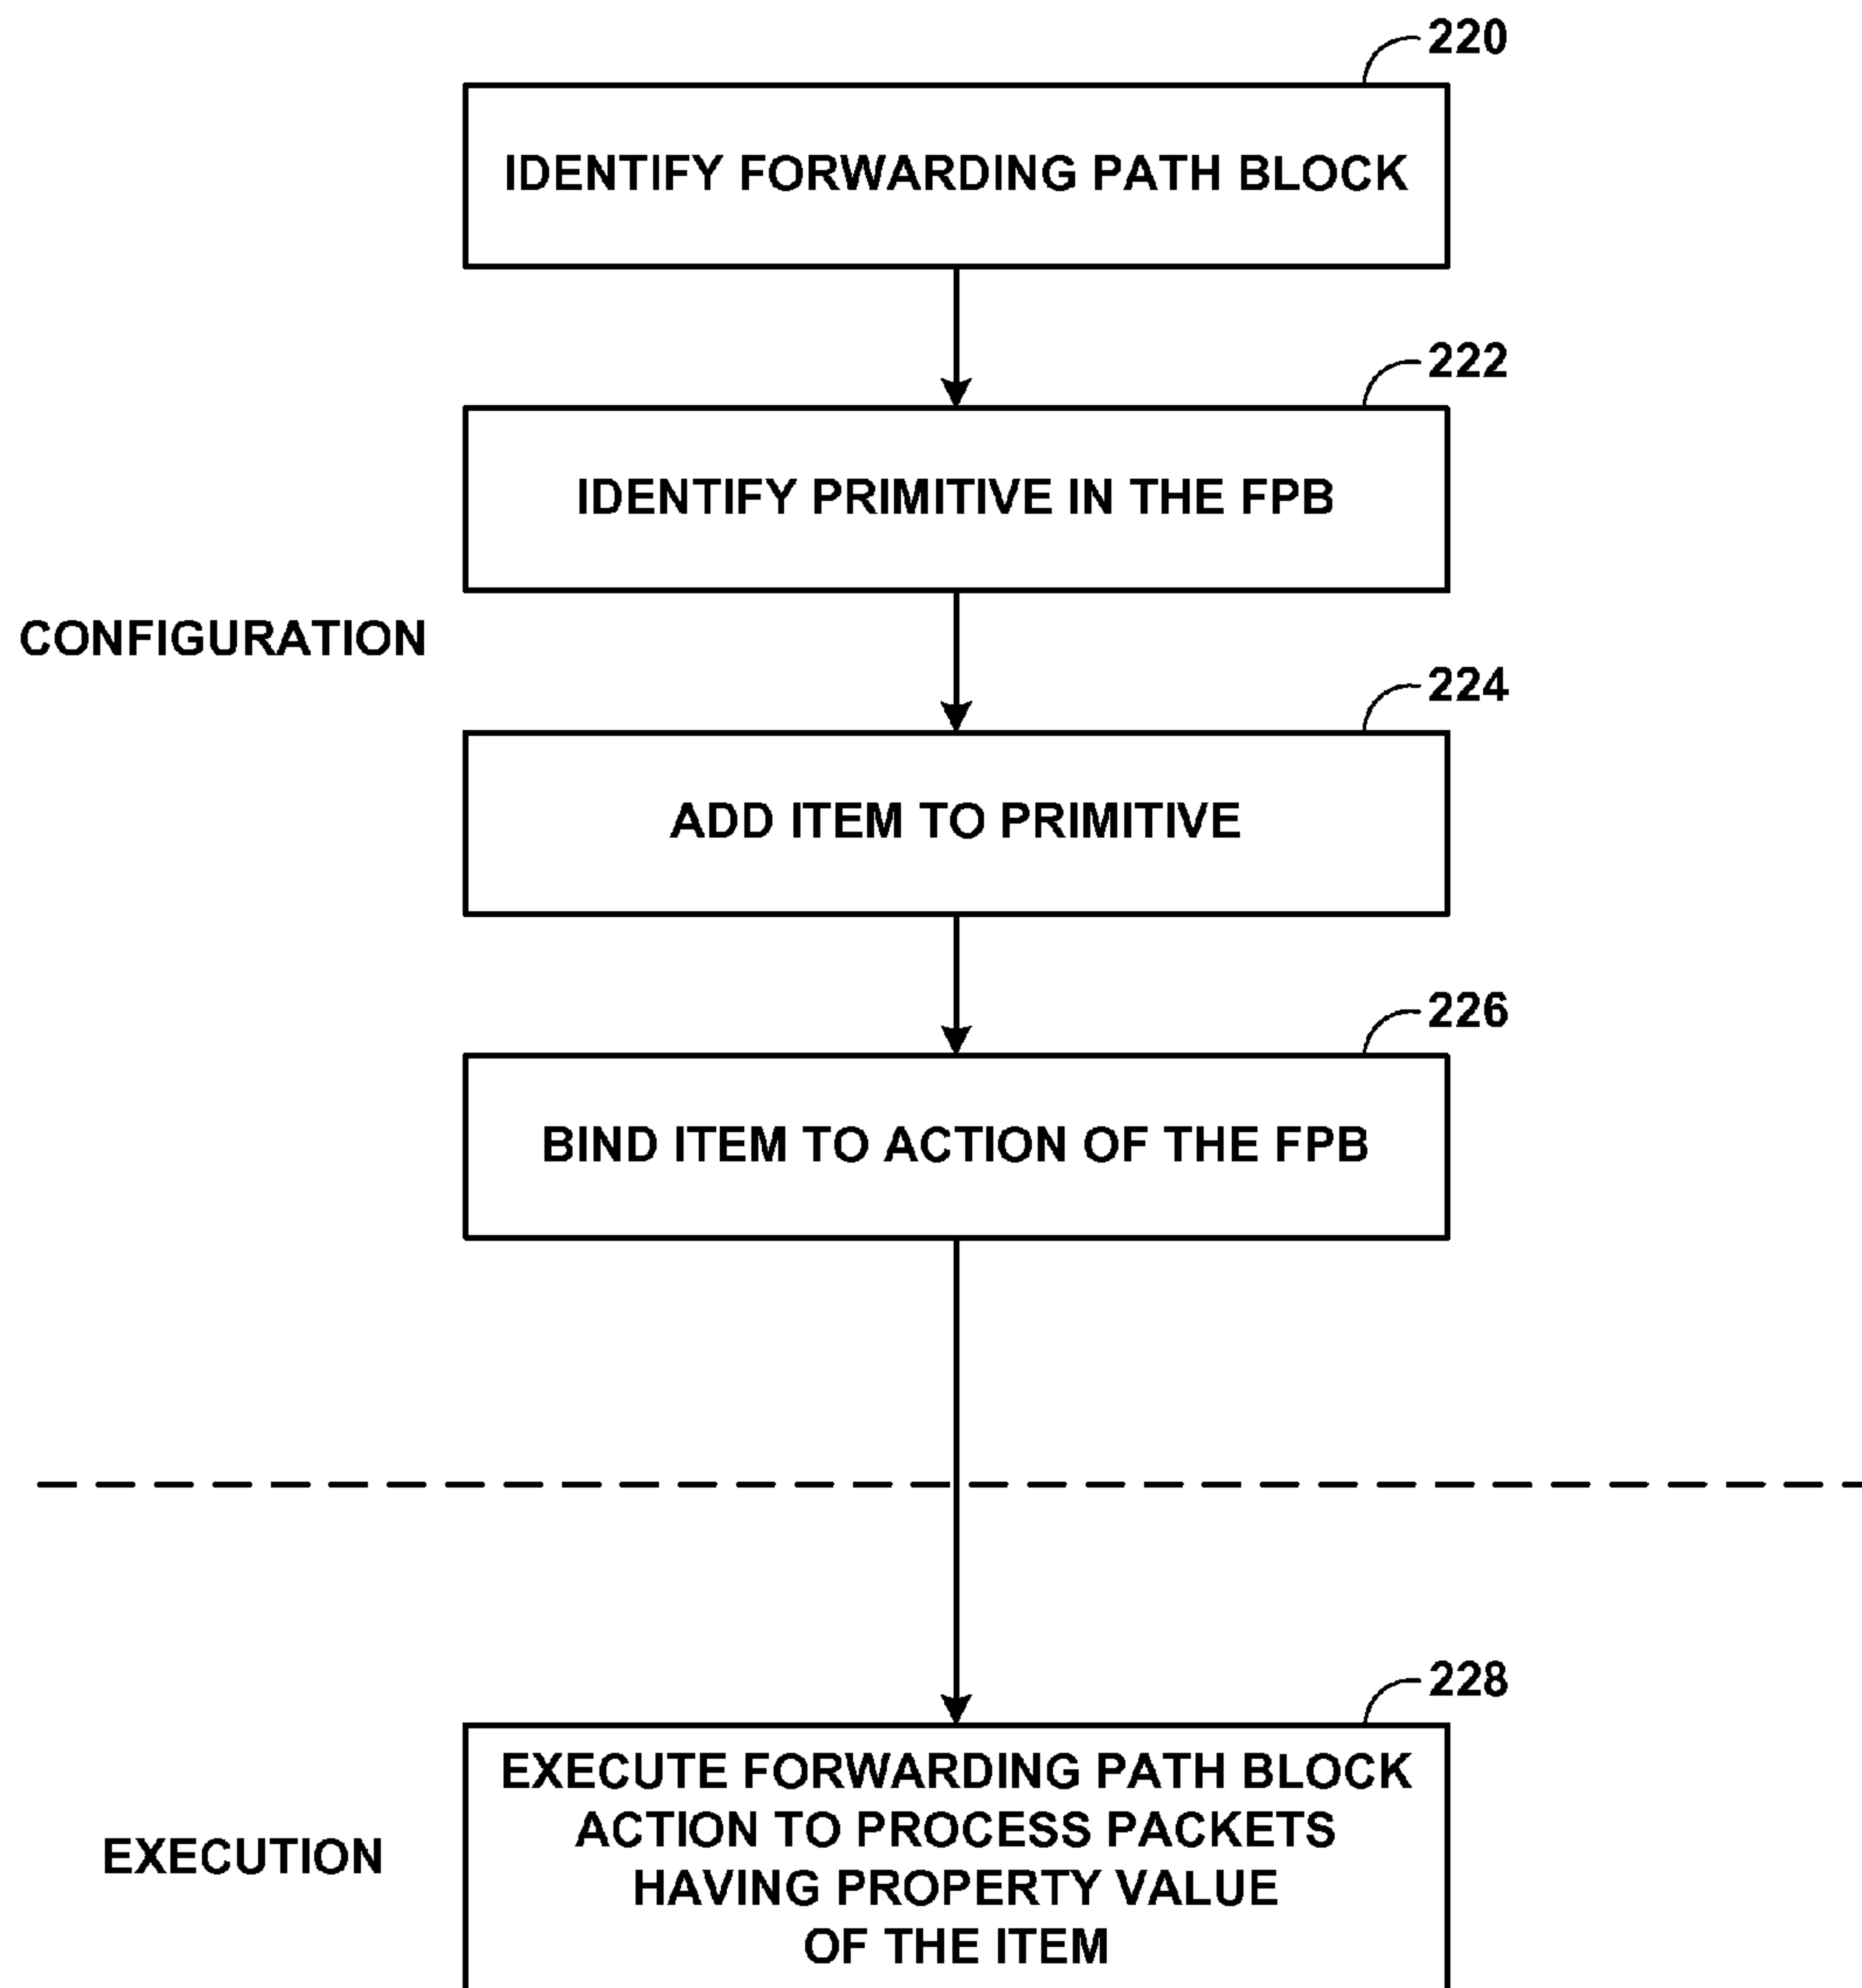 220
IDENTIFY FORWARDING PATH BLOCK
222
IDENTIFY PRIMITIVE IN THE FPB
CONFIGURATION
224
ADD ITEM TO PRIMITIVE
226
BIND ITEM TO ACTION OF THE FPB
228
EXECUTE FORWARDING PATH BLOCK
ACTION TO PROCESS PACKETS
EXECUTION
HAVING PROPERTY VALUE
OF THE ITEM